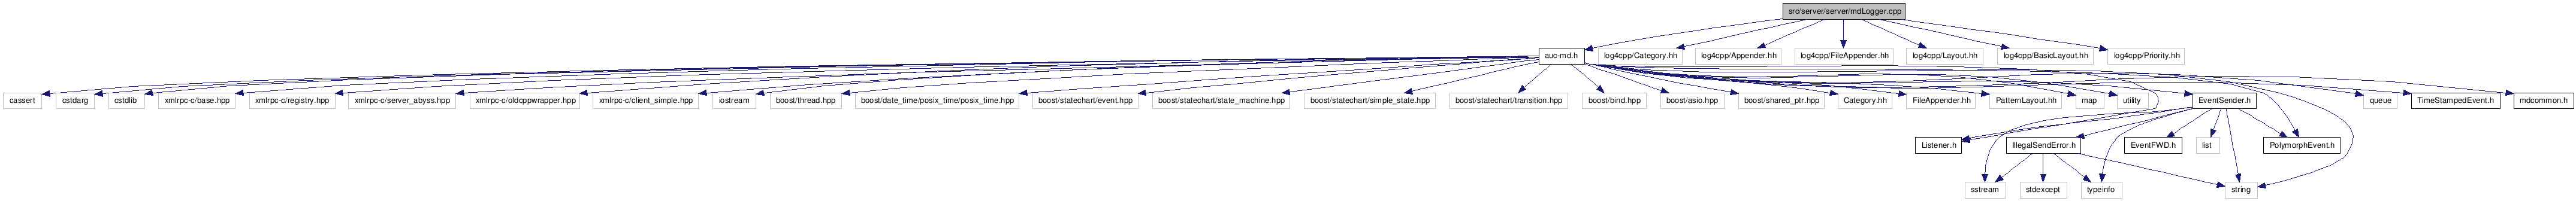 src/server/server/mdLogger.cpp
auc-md.h
log4cpp/Category.hh
log4cpp/Appender.hh
log4cpp/FileAppender.hh
log4cpp/Layout.hh
log4cpp/BasicLayout.hh
log4cpp/Priority.hh
cassert
cstdarg
cstdlib
xmlrpc-c/base.hpp
xmlrpc-c/registry.hpp
xmlrpc-c/server_abyss.hpp
xmlrpc-c/oldcppwrapper.hpp
xmlrpc-c/client_simple.hpp
iostream
boost/thread.hpp
boost/date_time/posix_time/posix_time.hpp
boost/statechart/event.hpp
boost/statechart/state_machine.hpp
boost/statechart/simple_state.hpp
boost/statechart/transition.hpp
boost/bind.hpp
boost/asio.hpp
boost/shared_ptr.hpp
Category.hh
FileAppender.hh
PatternLayout.hh
map
utility
EventSender.h
queue
TimeStampedEvent.h
mdcommon.h
Listener.h
IllegalSendError.h
EventFWD.h
list
PolymorphEvent.h
sstream
stdexcept
typeinfo
string